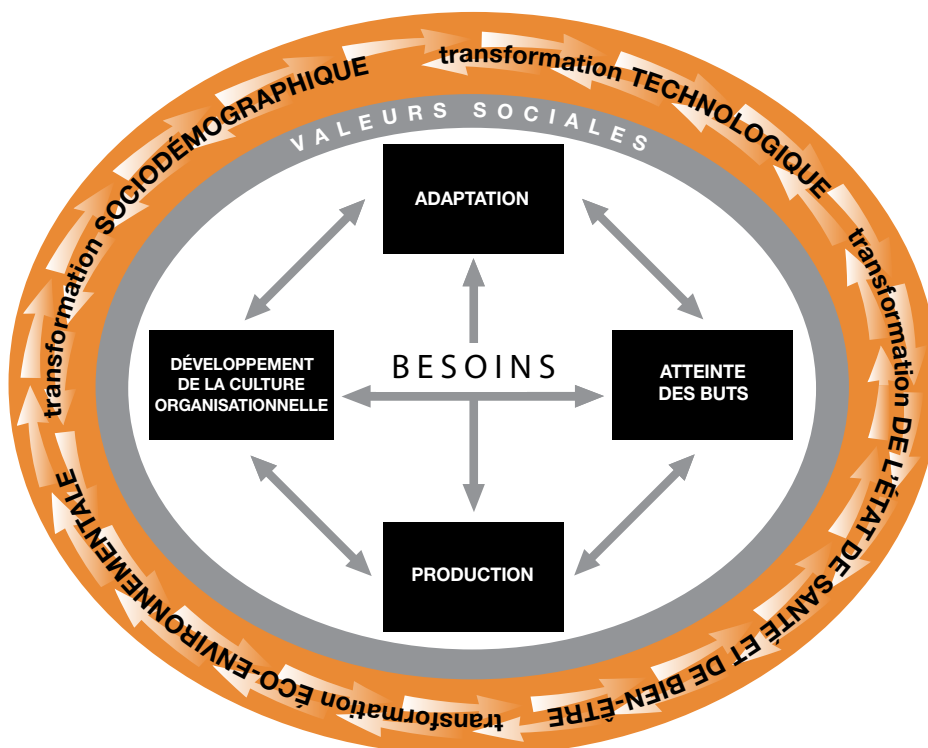 transformation SOCIODÉMOGRAPHIQUE
transformation TECHNOLOGIQUE
transformation DE L'ÉTAT DE SANTÉ ET DE BIEN-ÊTRE
transformation ÉCO-ENVIRONNEMENTALE
VALEURS SOCIALES
ADAPTATION
DÉVELOPPEMENT
DE LA CULTURE
ORGANISATIONNELLE
BESOINS
ATTEINTE
DES BUTS
PRODUCTION